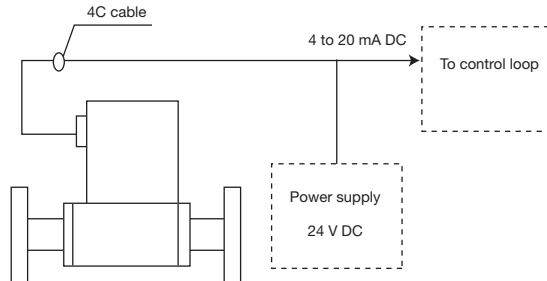 4C cable
4 to 20 mA DC
To control loop
Power supply
24 V DC